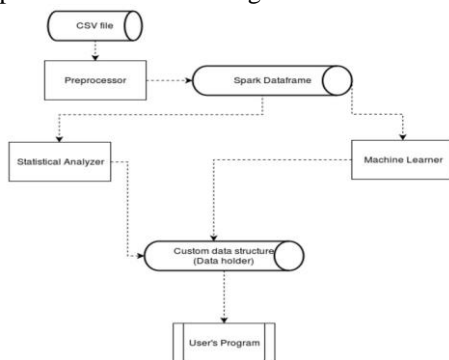 CSV file
Preprocessor
Spark Dataframe
Statistical Analyzer
Machine Learner
Custom data structure
(Data holder)
User's Program